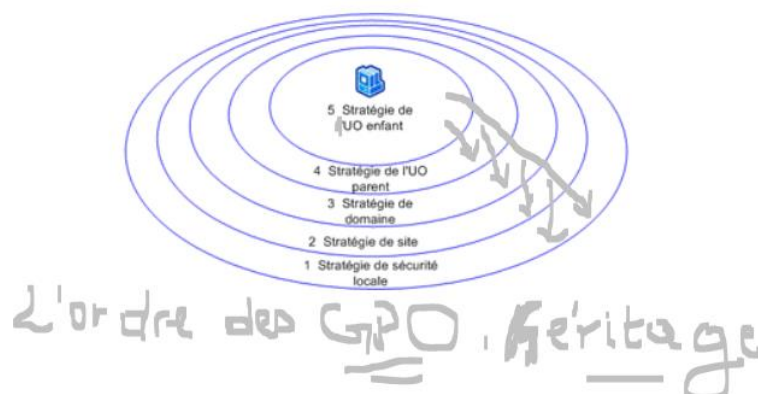 5 Stratégie de
l'UO enfant
4 Stratégie de l'UO
parent
3 Stratégie de
domaine
2 Stratégie de site
1 Stratégie de sécurité
locale
L'ordre des GPO. Héritage